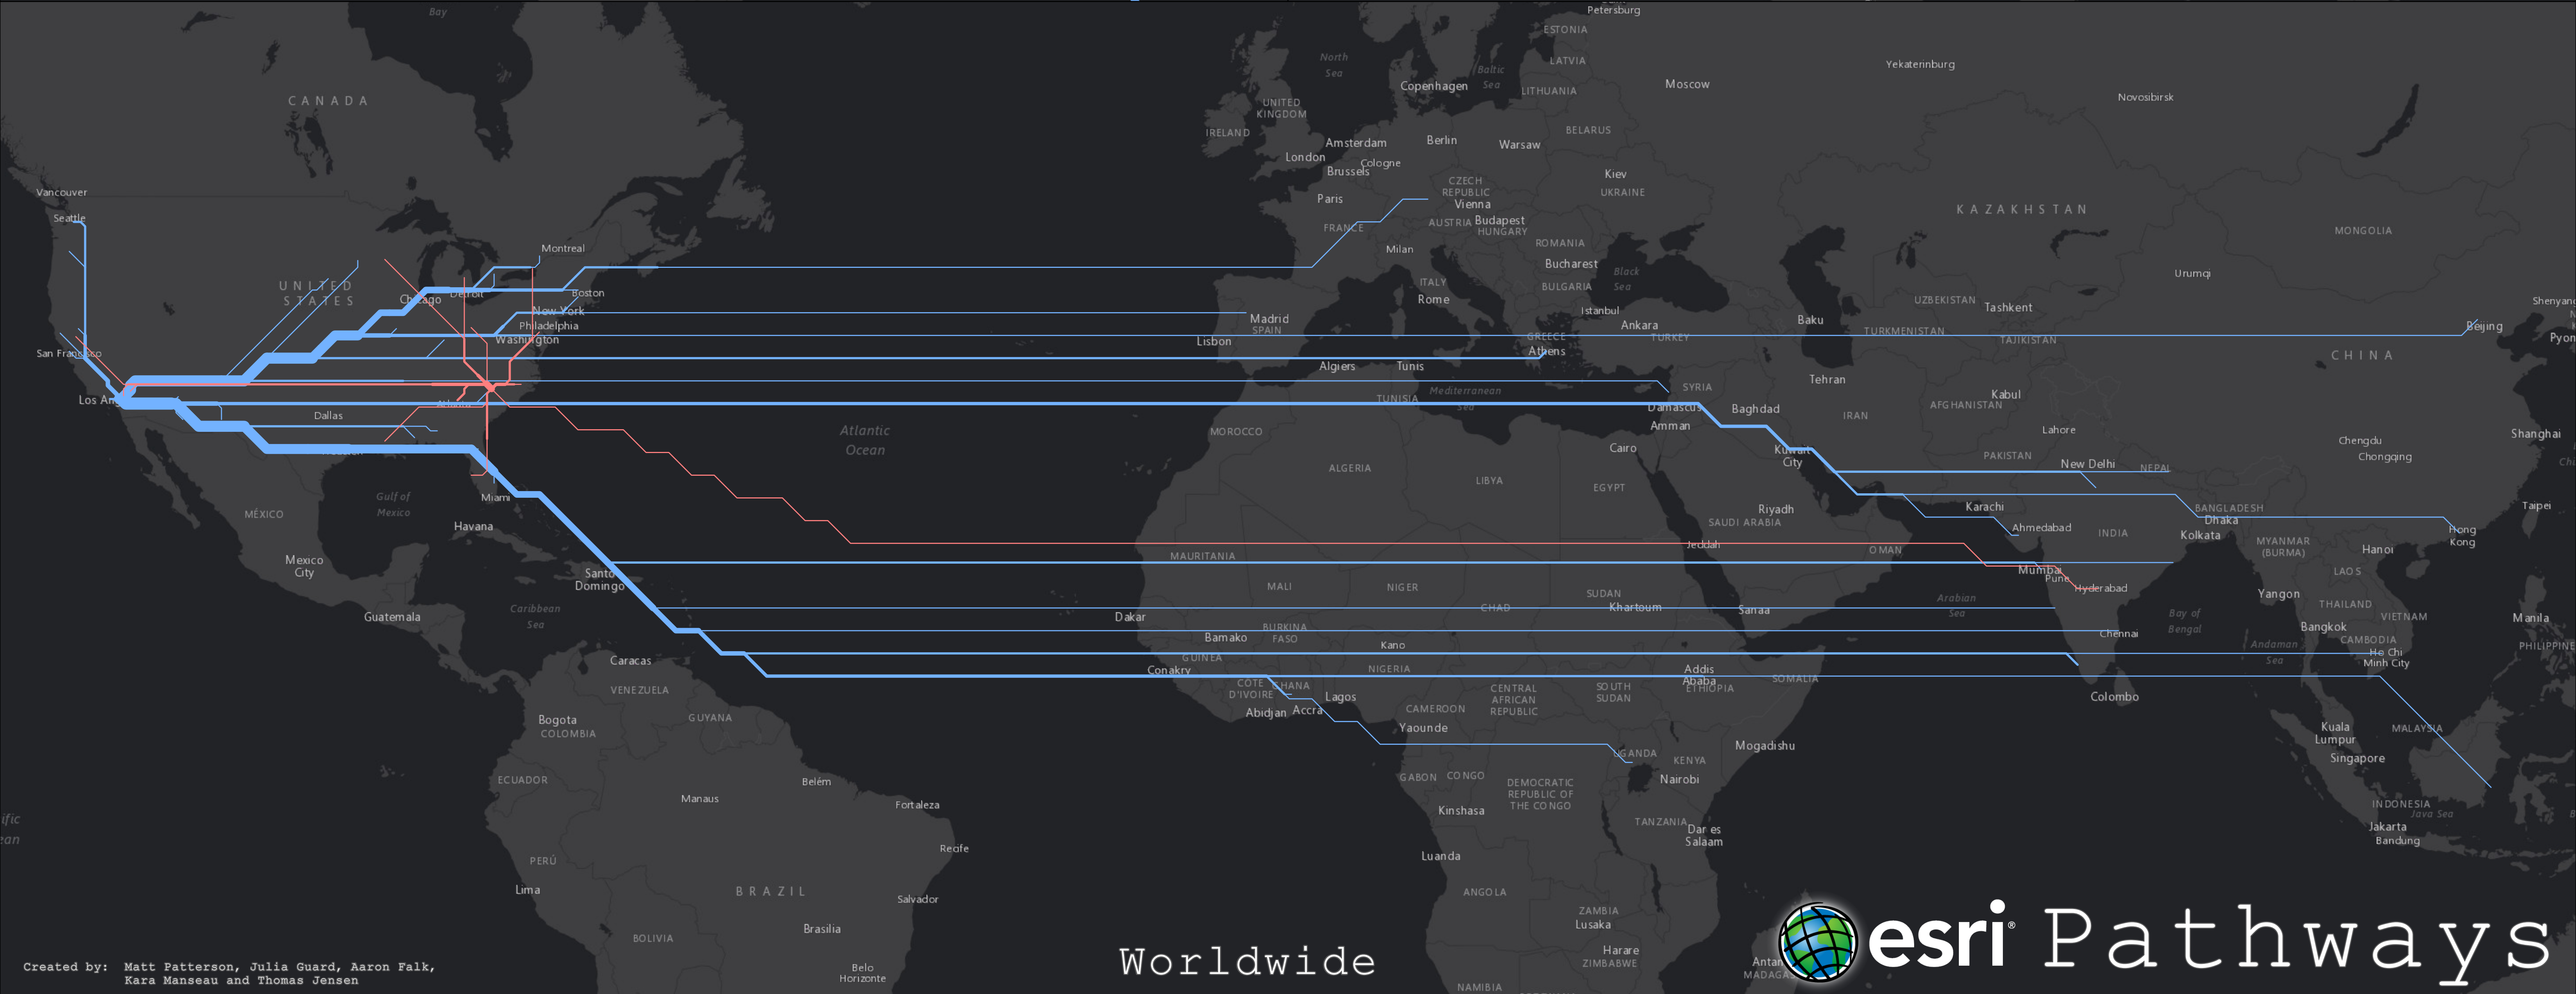 Bay
Petersburg
ESTONIA
North
Sea
Baltic
Sea
LATVIA
Yekaterinburg
Copenhagen
Moscow
LITHUANIA
Novosibirsk
CANADA
UNITED
KINGDOM
IRELAND
BELARUS
Amsterdam
Berlin
Warsaw
London
Cologne
Brussels
Kiev
CZECH
REPUBLIC
UKRAINE
Vancouver
Paris
Vienna
KAZAKHSTAN
Seattle
FRANCE
AUSTRIA
Budapest
HUNGARY
MONGOLIA
Montreal
Milan
ROMANIA
Bucharest
Black
Sea
Urumqi
UNITED
STATES
Chicago
Detroit
Boston
ITALY
Rome
BULGARIA
UZBEKISTAN
Tashkent
Shenyang
New York
Philadelphia
Washington
Madrid
SPAIN
Istanbul
Ankara
TURKEY
Baku
TURKMENISTAN
TAJIKISTAN
Beijing
Pyon
Lisbon
GREECE
Athens
San Francisco
CHINA
Algiers
Tunis
Tehran
Mediterranean
Sea
SYRIA
Kabul
Los Ang
Dallas
Atlanta
TUNISIA
Damascus
Baghdad
IRAN
AFGHANISTAN
Amman
Lahore
Atlantic
Ocean
MOROCCO
Cairo
Kuwait
City
PAKISTAN
Chengdu
Chongqing
Shanghai
Houston
ALGERIA
LIBYA
EGYPT
New Delhi
NEPAL
Gulf of
Mexico
Miami
MÉXICO
Havana
Riyadh
SAUDI ARABIA
Karachi
BANGLADESH
Dhaka
Taipei
Ahmedabad
INDIA
Kolkata
Hong
Kong
Mexico
City
Jeddah
OMAN
MYANMAR
(BURMA)
Hanoi
MAURITANIA
LAOS
Santo
Domingo
MALI
NIGER
SUDAN
Khartoum
CHAD
Sanaa
Mumbai
Pune
Hyderabad
Arabian
Sea
Yangon
THAILAND
VIETNAM
Guatemala
Caribbean
Sea
Dakar
Bamako
BURKINA
FASO
Kano
Chennai
Bay of
Bengal
Bangkok
CAMBODIA
Manila
Andaman
Sea
Ho Chi
Minh City
PHILIPPINE
Caracas
GUINEA
Conakry
NIGERIA
Addis
Ababa
ETHIOPIA
SOMALIA
VENEZUELA
CÔTE
D'IVOIRE
GHANA
Lagos
CENTRAL
AFRICAN
REPUBLIC
SOUTH
SUDAN
Colombo
Abidjan
Accra
CAMEROON
Yaounde
Bogota
COLOMBIA
GUYANA
UGANDA
KENYA
Mogadishu
Kuala
Lumpur
MALAYSIA
Singapore
ECUADOR
Belém
GABON
CONGO
DEMOCRATIC
REPUBLIC OF
THE CONGO
Nairobi
Manaus
Fortaleza
Kinshasa
TANZANIA
Dar es
Salaam
INDONESIA
Java Sea
Jakarta
Bandung
ific
ean
Recife
PERÚ
Luanda
Lima
BRAZIL
Salvador
ANGOLA
ZAMBIA
Lusaka
Brasilia
BOLIVIA
Harare
ZIMBABWE
Antan
MADAGAS
Belo
Horizonte
NAMIBIA
Created by: Matt Patterson, Julia Guard, Aaron Falk,
Kara Manseau and Thomas Jensen
Worldwide
esri® Pathways